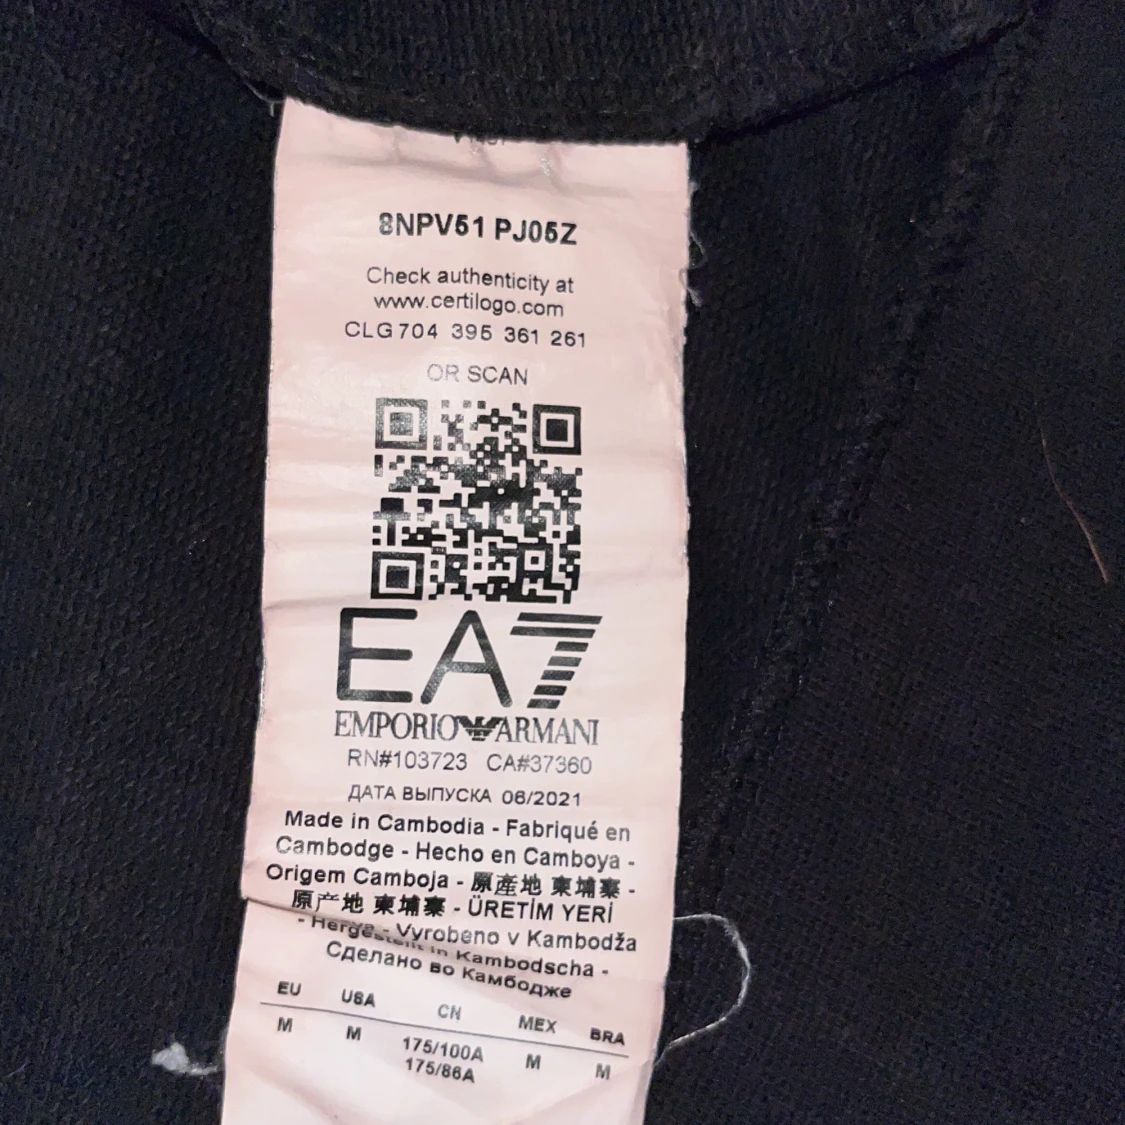 8NPV51 PJ05Z
Check authenticity at
www.certilogo.com
CLG 704 395 361 261
OR SCAN
EA7
EMPORIO ARMANI
RN#103723 CA#37360
ДАТА ВЫПУСКА 06/2021
Made in Cambodia - Fabriqué en
Cambodge - Hecho en Camboya -
Origem Camboja - 原產地 柬埔寨 -
原产地 柬埔寨 - ÜRETİM YERİ
- Vyrobeno v Kambodža
- Hergestellt in Kambodscha -
Сделано во Камбодже
EU USA CN MEX BRA
M M 175/100A M M
175/86A